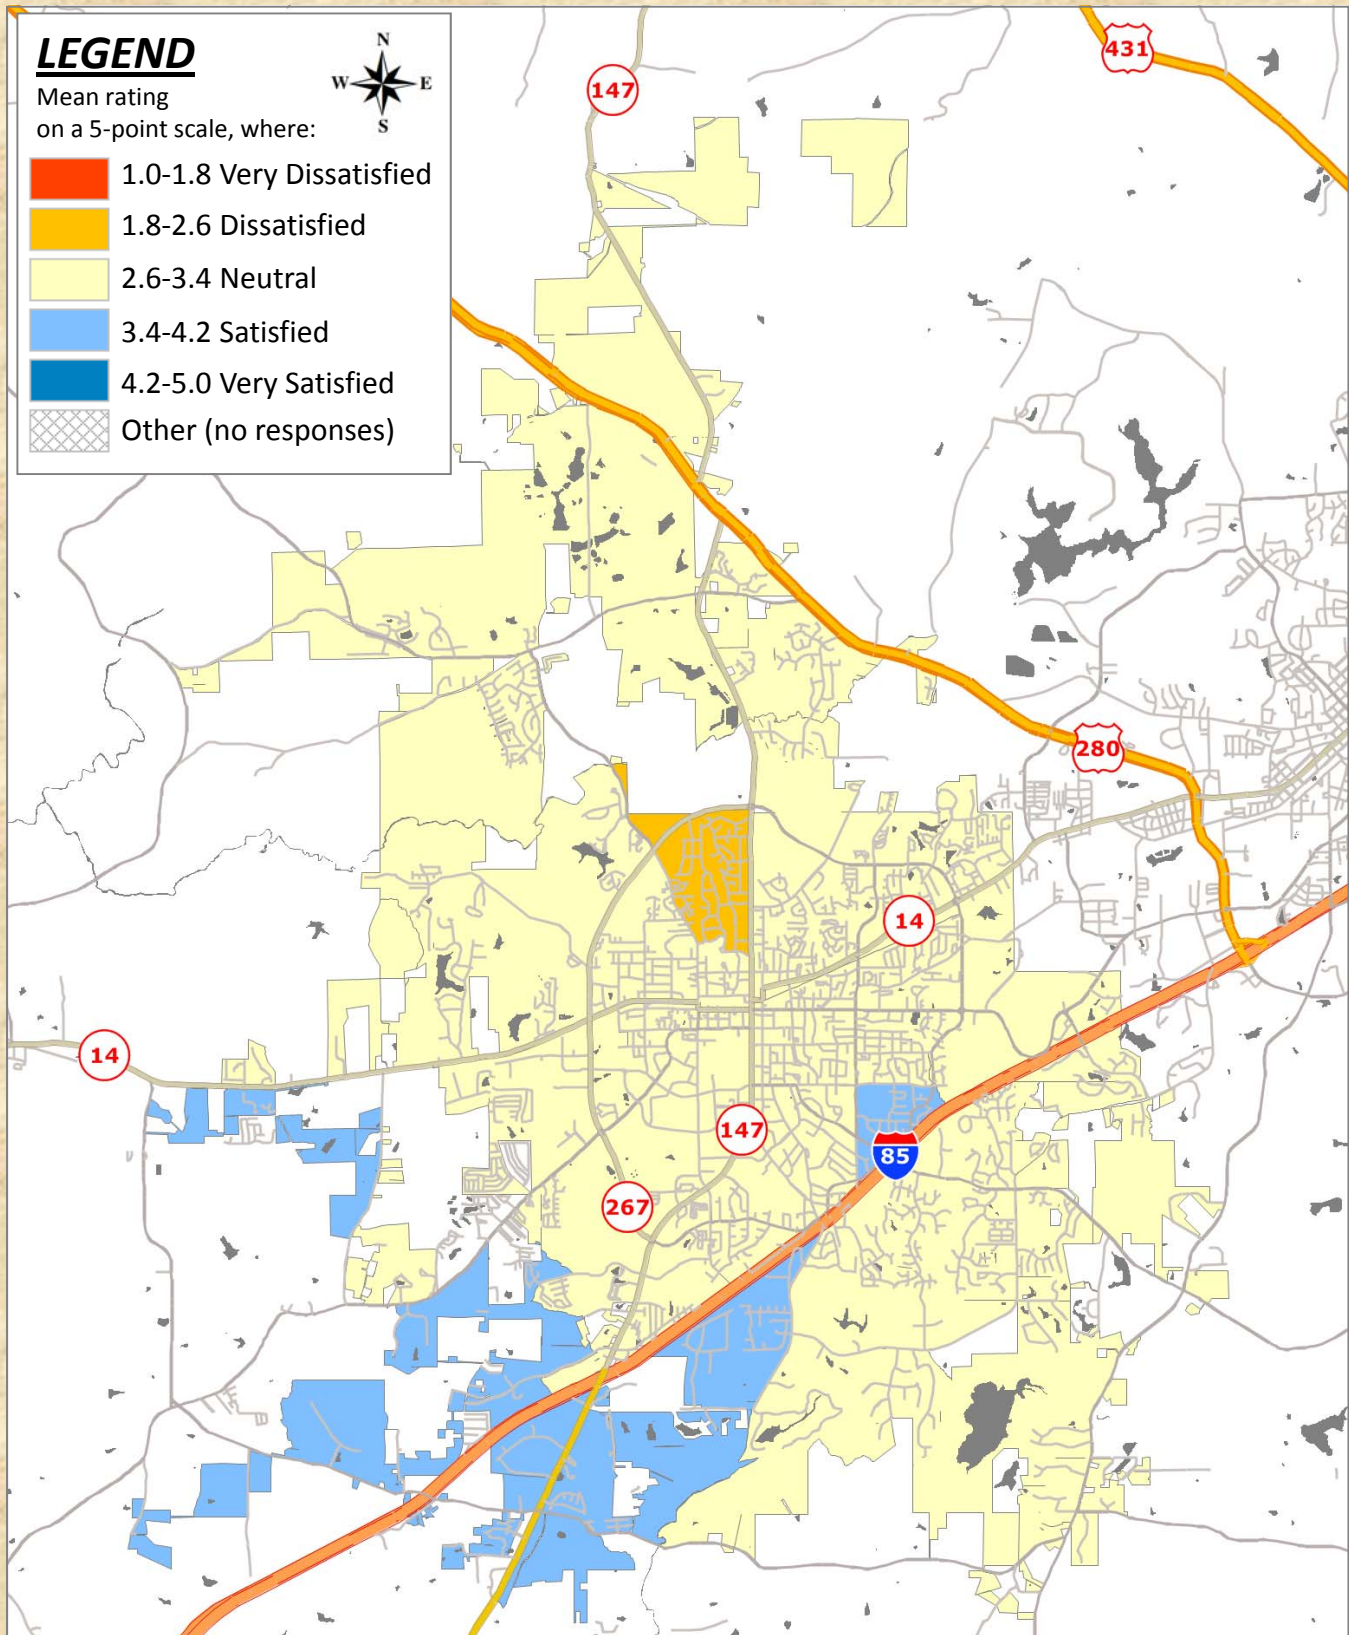 LEGEND
Mean rating
on a 5-point scale, where:
1.0-1.8 Very Dissatisfied
1.8-2.6 Dissatisfied
2.6-3.4 Neutral
3.4-4.2 Satisfied
4.2-5.0 Very Satisfied
Other (no responses)
N
W E
S
431
147
280
14
14
147
85
267